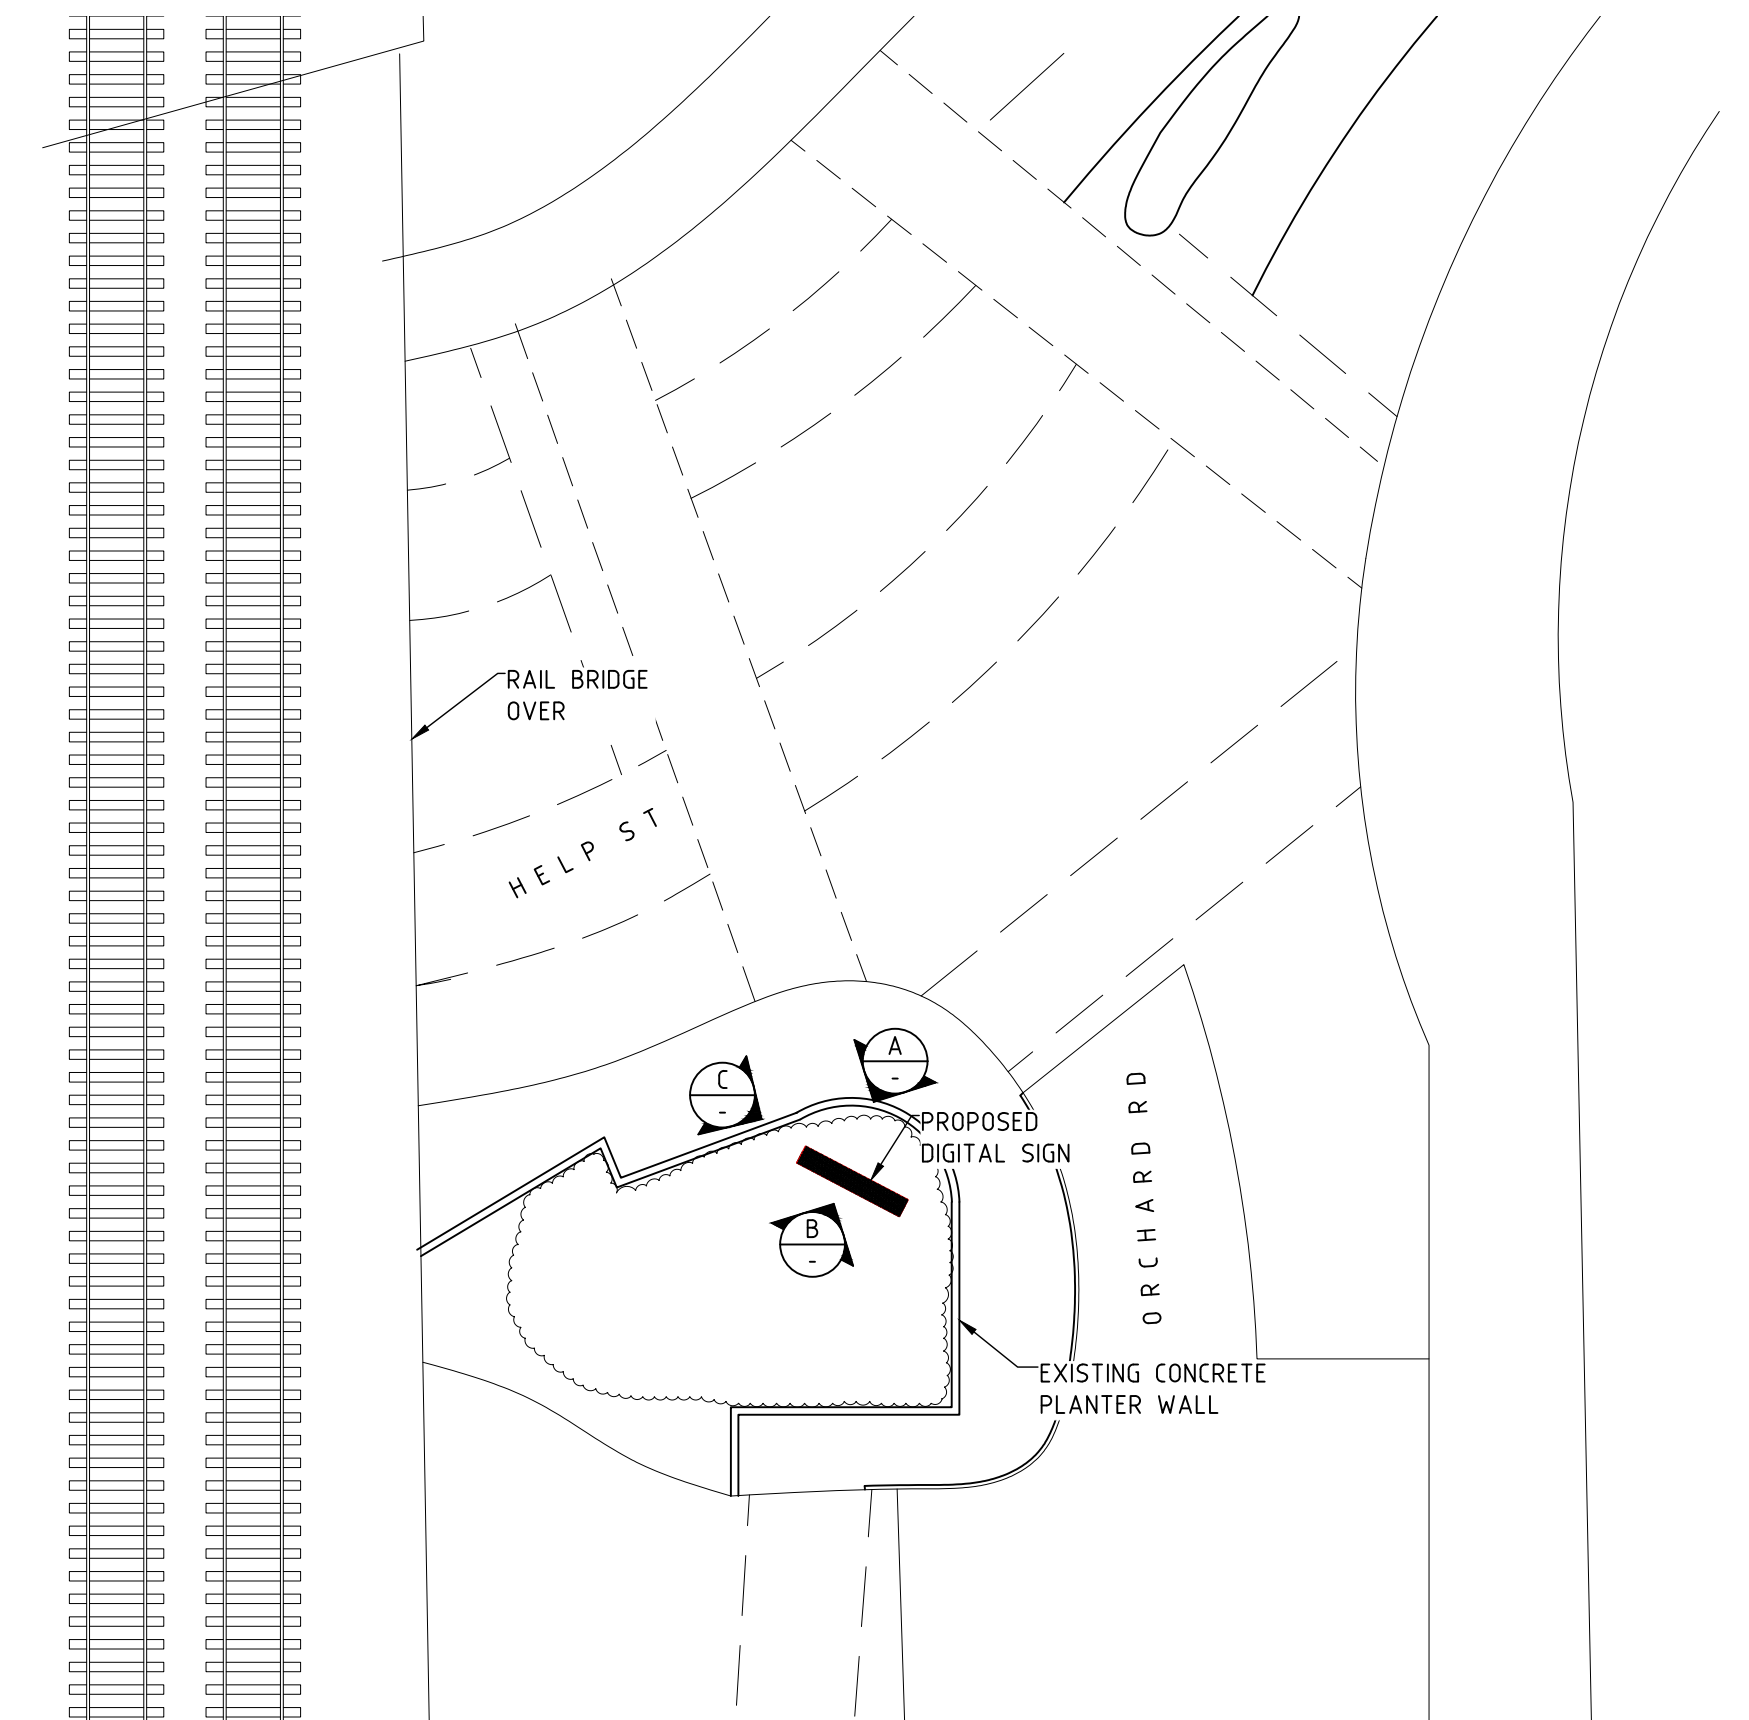 RAIL BRIDGE
OVER
HELP ST
A
-
C
-
PROPOSED
DIGITAL SIGN
ORCHARD RD
B
-
EXISTING CONCRETE
PLANTER WALL